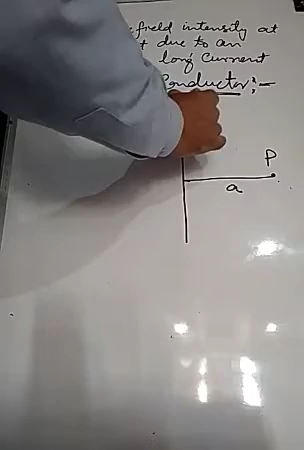 field intensity at
due to an
long Current
Conductor:-
P
a